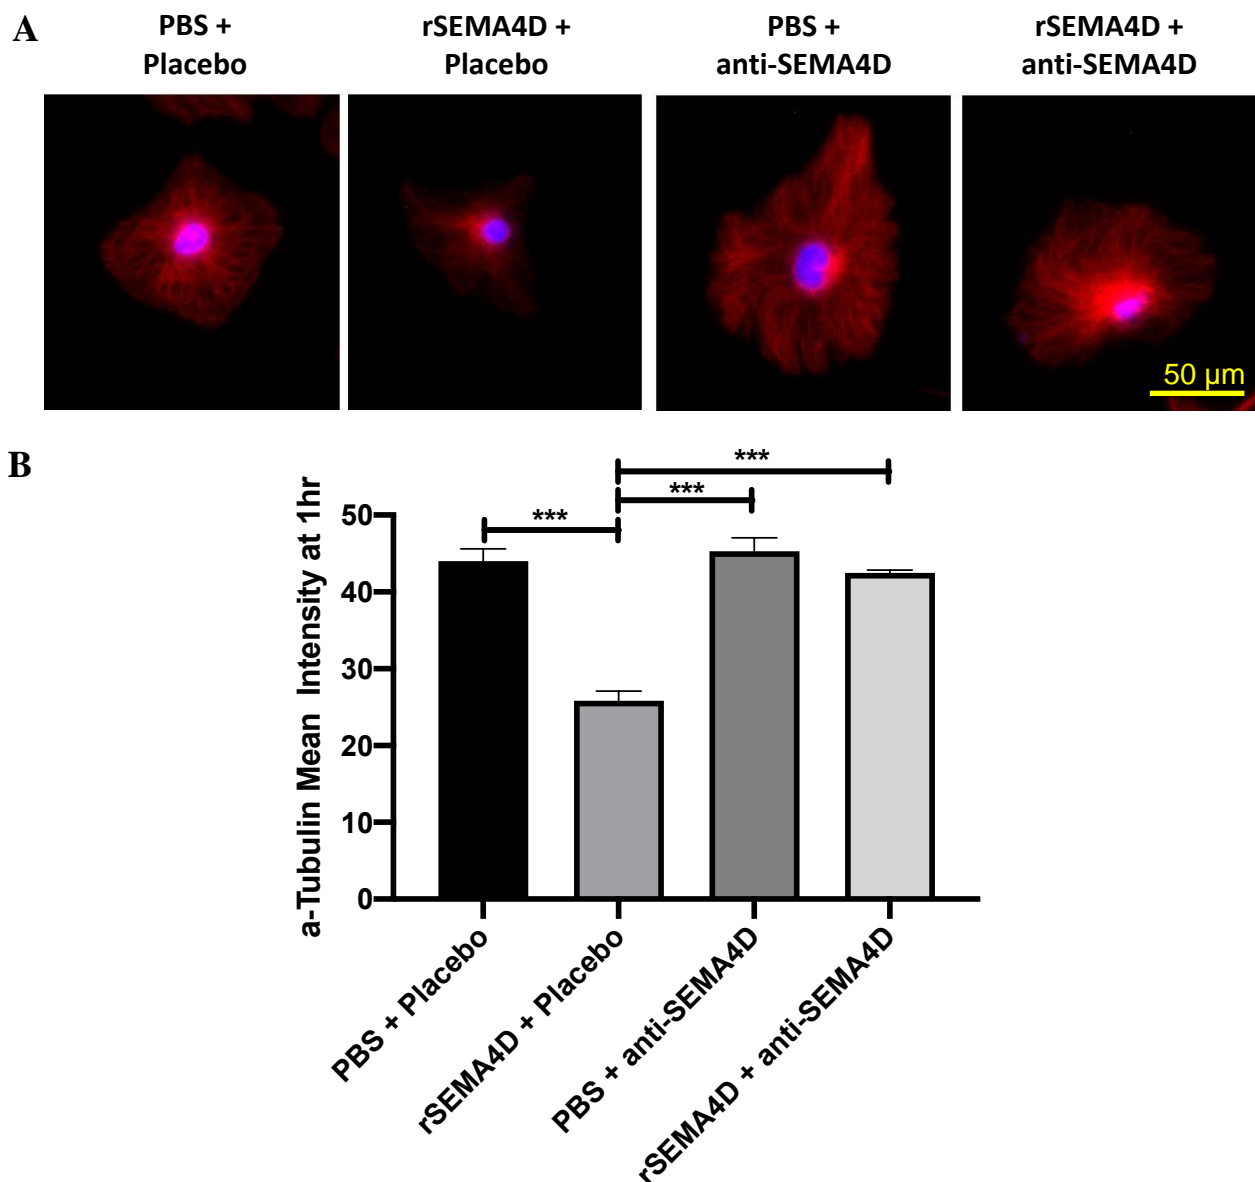 A
PBS +
Placebo
rSEMA4D +
Placebo
PBS +
anti-SEMA4D
rSEMA4D +
anti-SEMA4D
50 µm
B
a-Tubulin Mean Intensity at 1hr
50
40
30
20
10
0
***
***
***
PBS + Placebo
rSEMA4D + Placebo
PBS + anti-SEMA4D
rSEMA4D + anti-SEMA4D